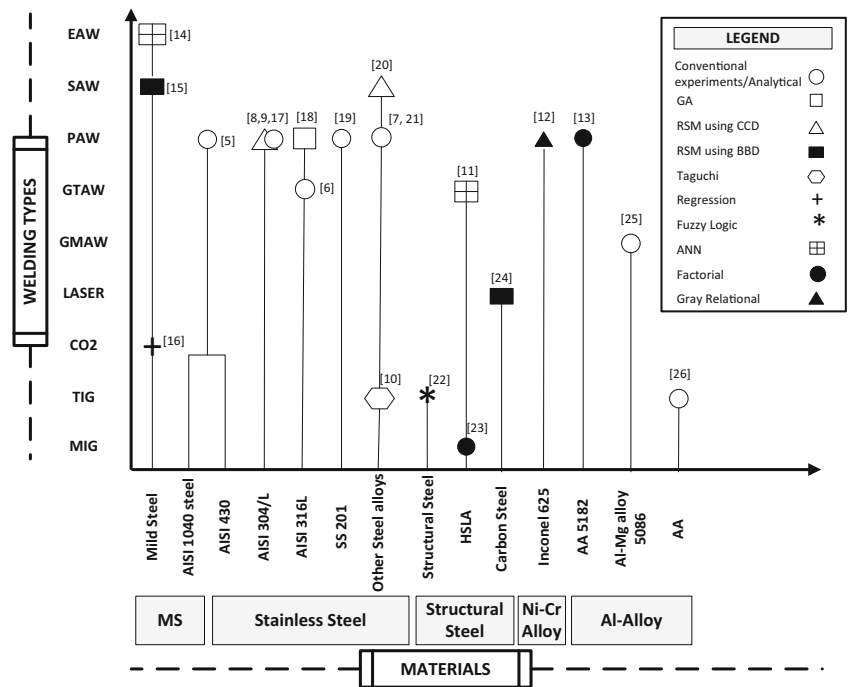 EAW
[14]
SAW
[15]
[20]
PAW
[5]
[8,9,17]
[18]
[19]
[7, 21]
[12]
[13]
GTAW
[6]
[11]
GMAW
[25]
LASER
[24]
CO2
[16]
TIG
[10]
[22]
[26]
MIG
[23]
WELDING TYPES
LEGEND
Conventional
experiments/Analytical
GA
RSM using CCD
RSM using BBD
Taguchi
Regression
Fuzzy Logic
ANN
Factorial
Gray Relational
Mild Steel
AISI 1040 steel
AISI 430
AISI 304/L
AISI 316L
SS 201
Other Steel alloys
Structural Steel
HSLA
Carbon Steel
Inconel 625
AA 5182
Al-Mg alloy
5086
AA
MS
Stainless Steel
Structural
Steel
Ni-Cr
Alloy
Al-Alloy
MATERIALS